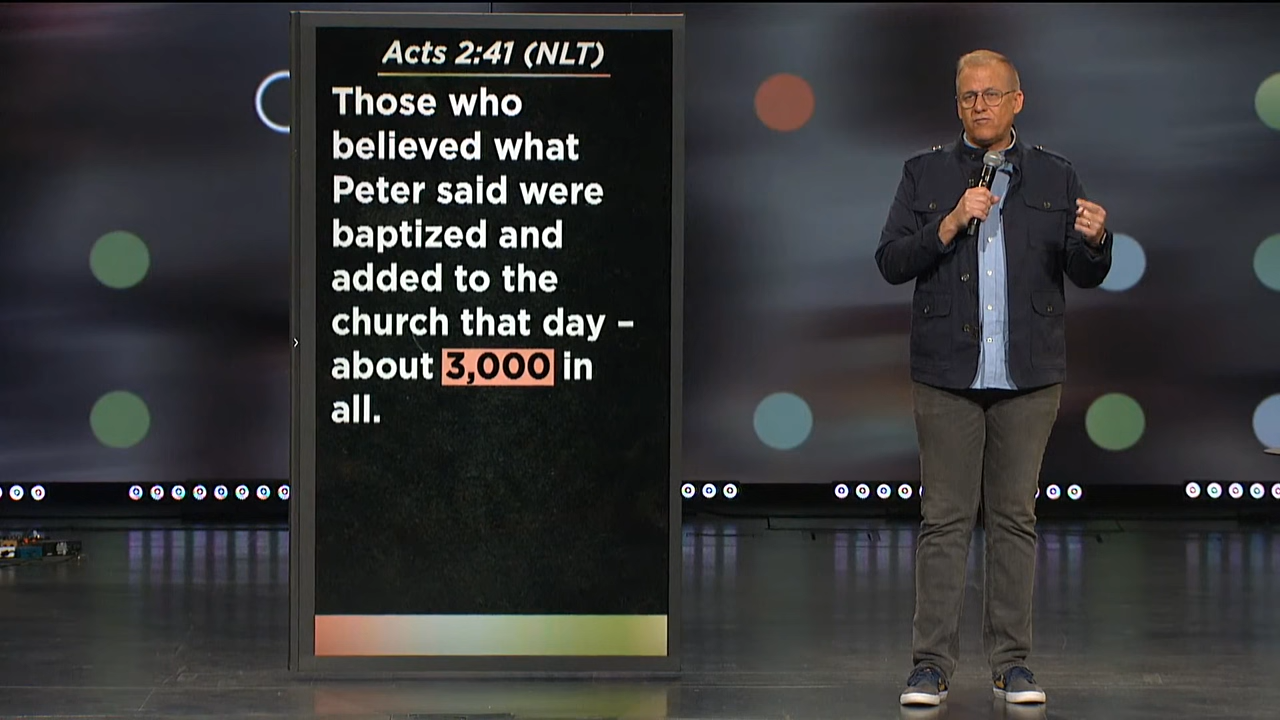 Acts 2:41 (NLT)
Those who
believed what
Peter said were
baptized and
added to the
church that day –
about 3,000 in
all.